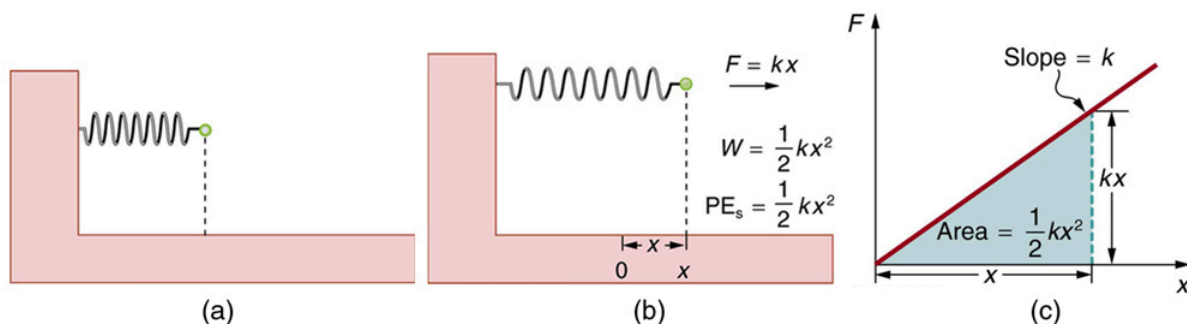 (a)
F = kx
W = 1/2 kx²
PEₛ = 1/2 kx²
x
0 x
(b)
F
Slope = k
kx
Area = 1/2 kx²
x
x
(c)